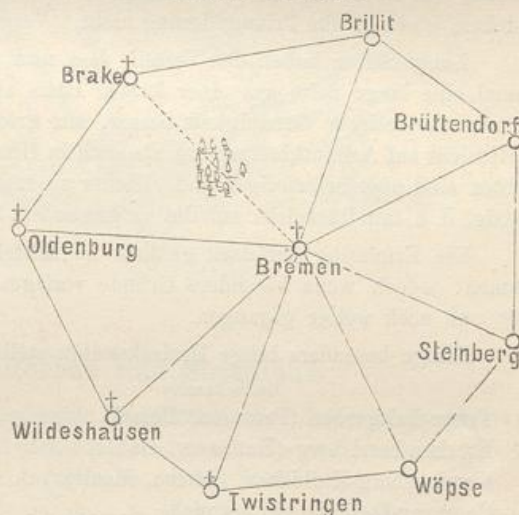 Brillit
Brake
Brüttendorf
Oldenburg
Bremen
Steinberg
Wildeshausen
Wöpse
Twistringen